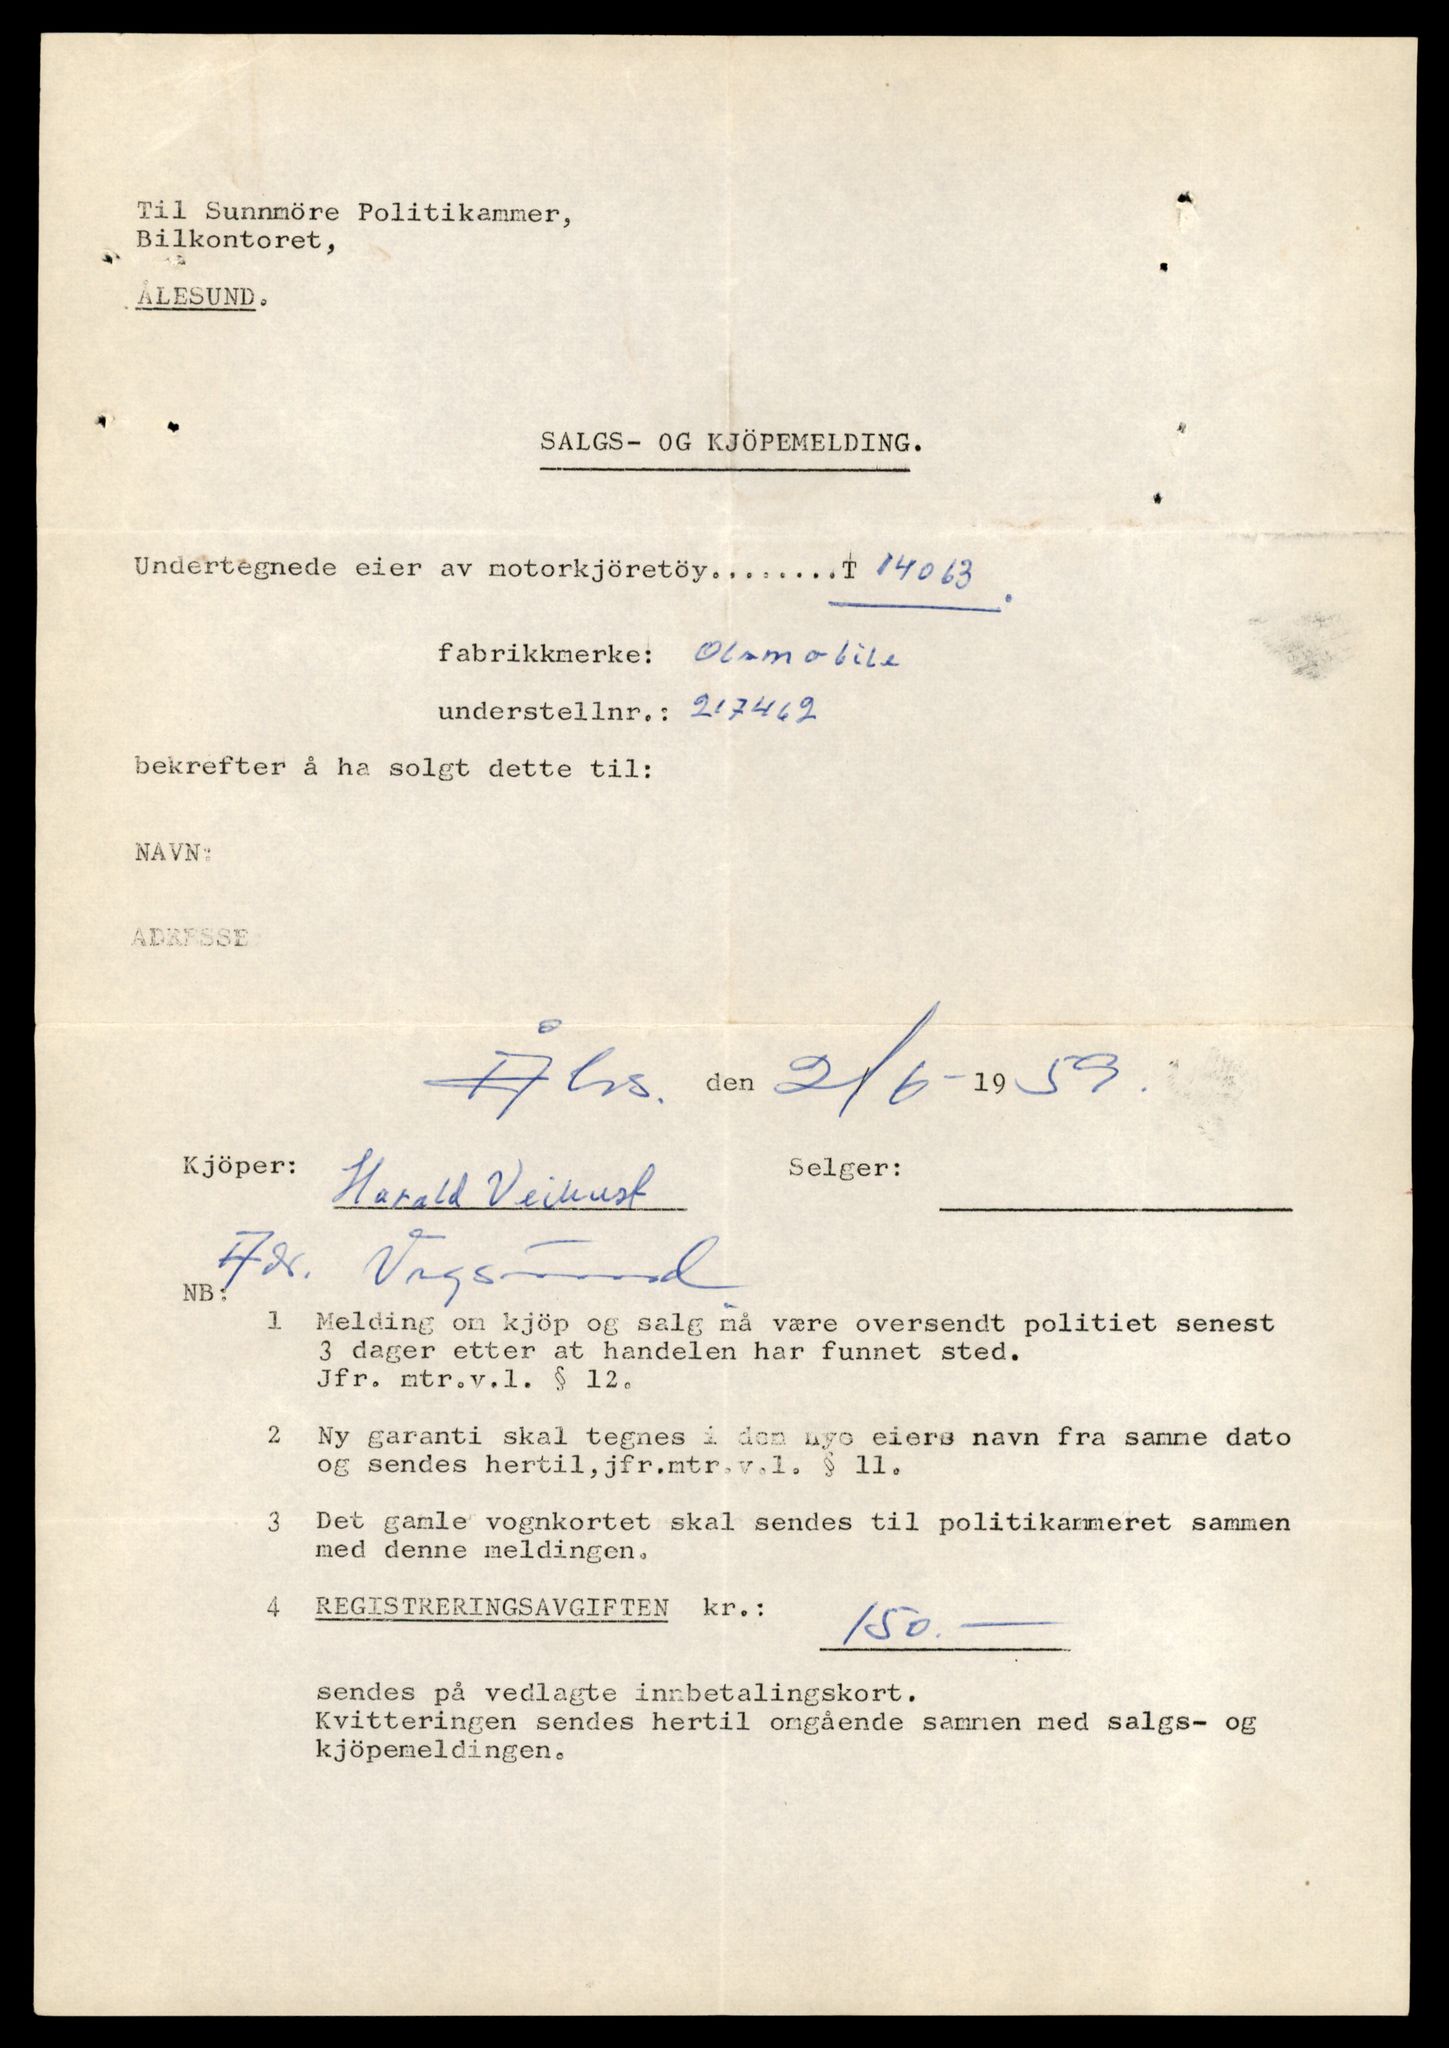 Til Sunnmöre Politikammer,
Bilkontoret,
ÅLESUND.
SALGS- OG KJÖPEMELDING.
Undertegnede eier av motorkjöretöy........T 14063.
fabrikkmerke: Olsmobile
understellnr.: 217462
bekrefter å ha solgt dette til:
NAVN:
ADRESSE
Åles. den 2/6-1959.
Kjöper: Harald Selger:
Adr. Vågsund
NB:
1 Melding om kjöp og salg må være oversendt politiet senest
3 dager etter at handelen har funnet sted.
Jfr. mtr.v.l. § 12.
2 Ny garanti skal tegnes i den nye eiers navn fra samme dato
og sendes hertil,jfr.mtr.v.l. § 11.
3 Det gamle vognkortet skal sendes til politikammeret sammen
med denne meldingen.
4 REGISTRERINGSAVGIFTEN kr.: 150.—
sendes på vedlagte innbetalingskort.
Kvitteringen sendes hertil omgående sammen med salgs- og
kjöpemeldingen.